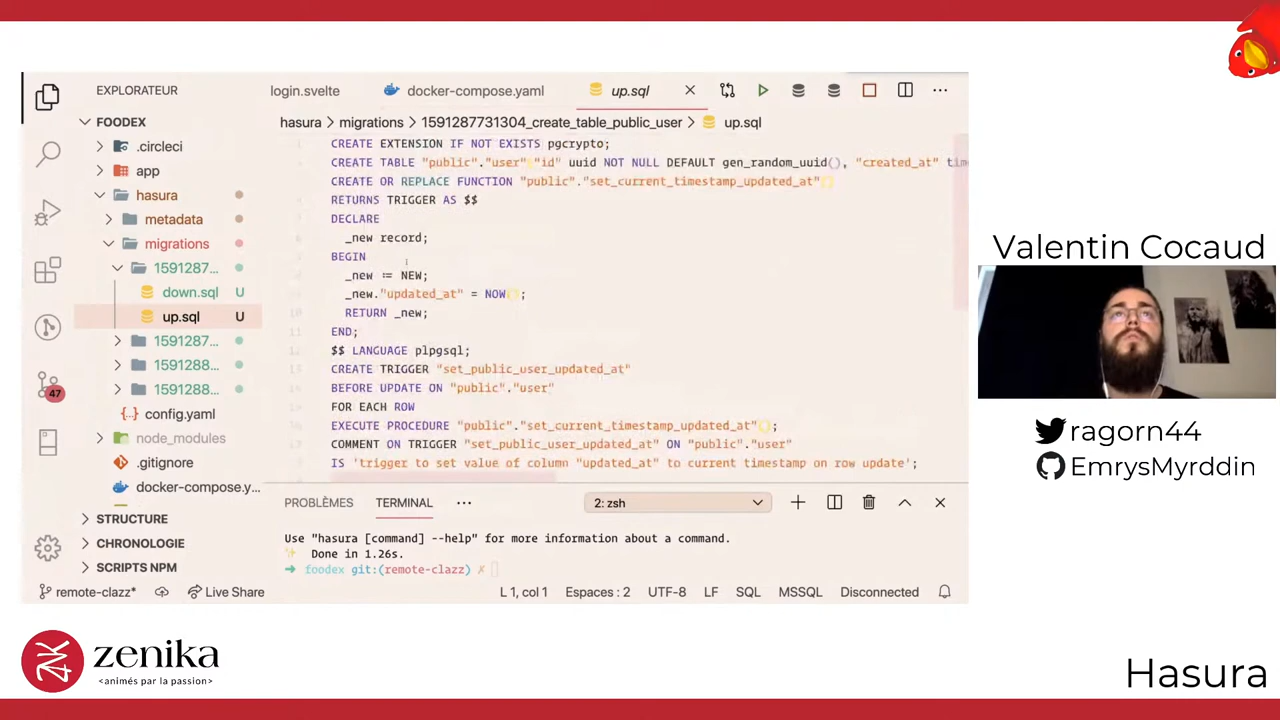 EXPLORATEUR
FOODEX
.circleci
app
hasura
metadata
migrations
1591287...
down.sql U
up.sql U
1591287...
1591288...
1591288...
config.yaml
node_modules
.gitignore
docker-compose.y...
STRUCTURE
CHRONOLOGIE
SCRIPTS NPM
47
login.svelte docker-compose.yaml up.sql
hasura > migrations > 1591287731304_create_table_public_user > up.sql
CREATE EXTENSION IF NOT EXISTS pgcrypto;
CREATE TABLE "public"."user"("id" uuid NOT NULL DEFAULT gen_random_uuid(), "created_at" tim
CREATE OR REPLACE FUNCTION "public"."set_current_timestamp_updated_at"()
RETURNS TRIGGER AS $$
DECLARE
_new record;
BEGIN
_new := NEW;
_new."updated_at" = NOW();
RETURN _new;
END;
$$ LANGUAGE plpgsql;
CREATE TRIGGER "set_public_user_updated_at"
BEFORE UPDATE ON "public"."user"
FOR EACH ROW
EXECUTE PROCEDURE "public"."set_current_timestamp_updated_at"();
COMMENT ON TRIGGER "set_public_user_updated_at" ON "public"."user"
IS 'trigger to set value of column "updated_at" to current timestamp on row update';
PROBLÈMES TERMINAL ... 2: zsh
Use "hasura [command] --help" for more information about a command.
✨ Done in 1.26s.
➜ foodex git:(remote-clazz) ✗
remote-clazz* Live Share L 1, col 1 Espaces : 2 UTF-8 LF SQL MSSQL Disconnected
Valentin Cocaud
ragorn44
EmrysMyrddin
zenika
<animés par la passion>
Hasura